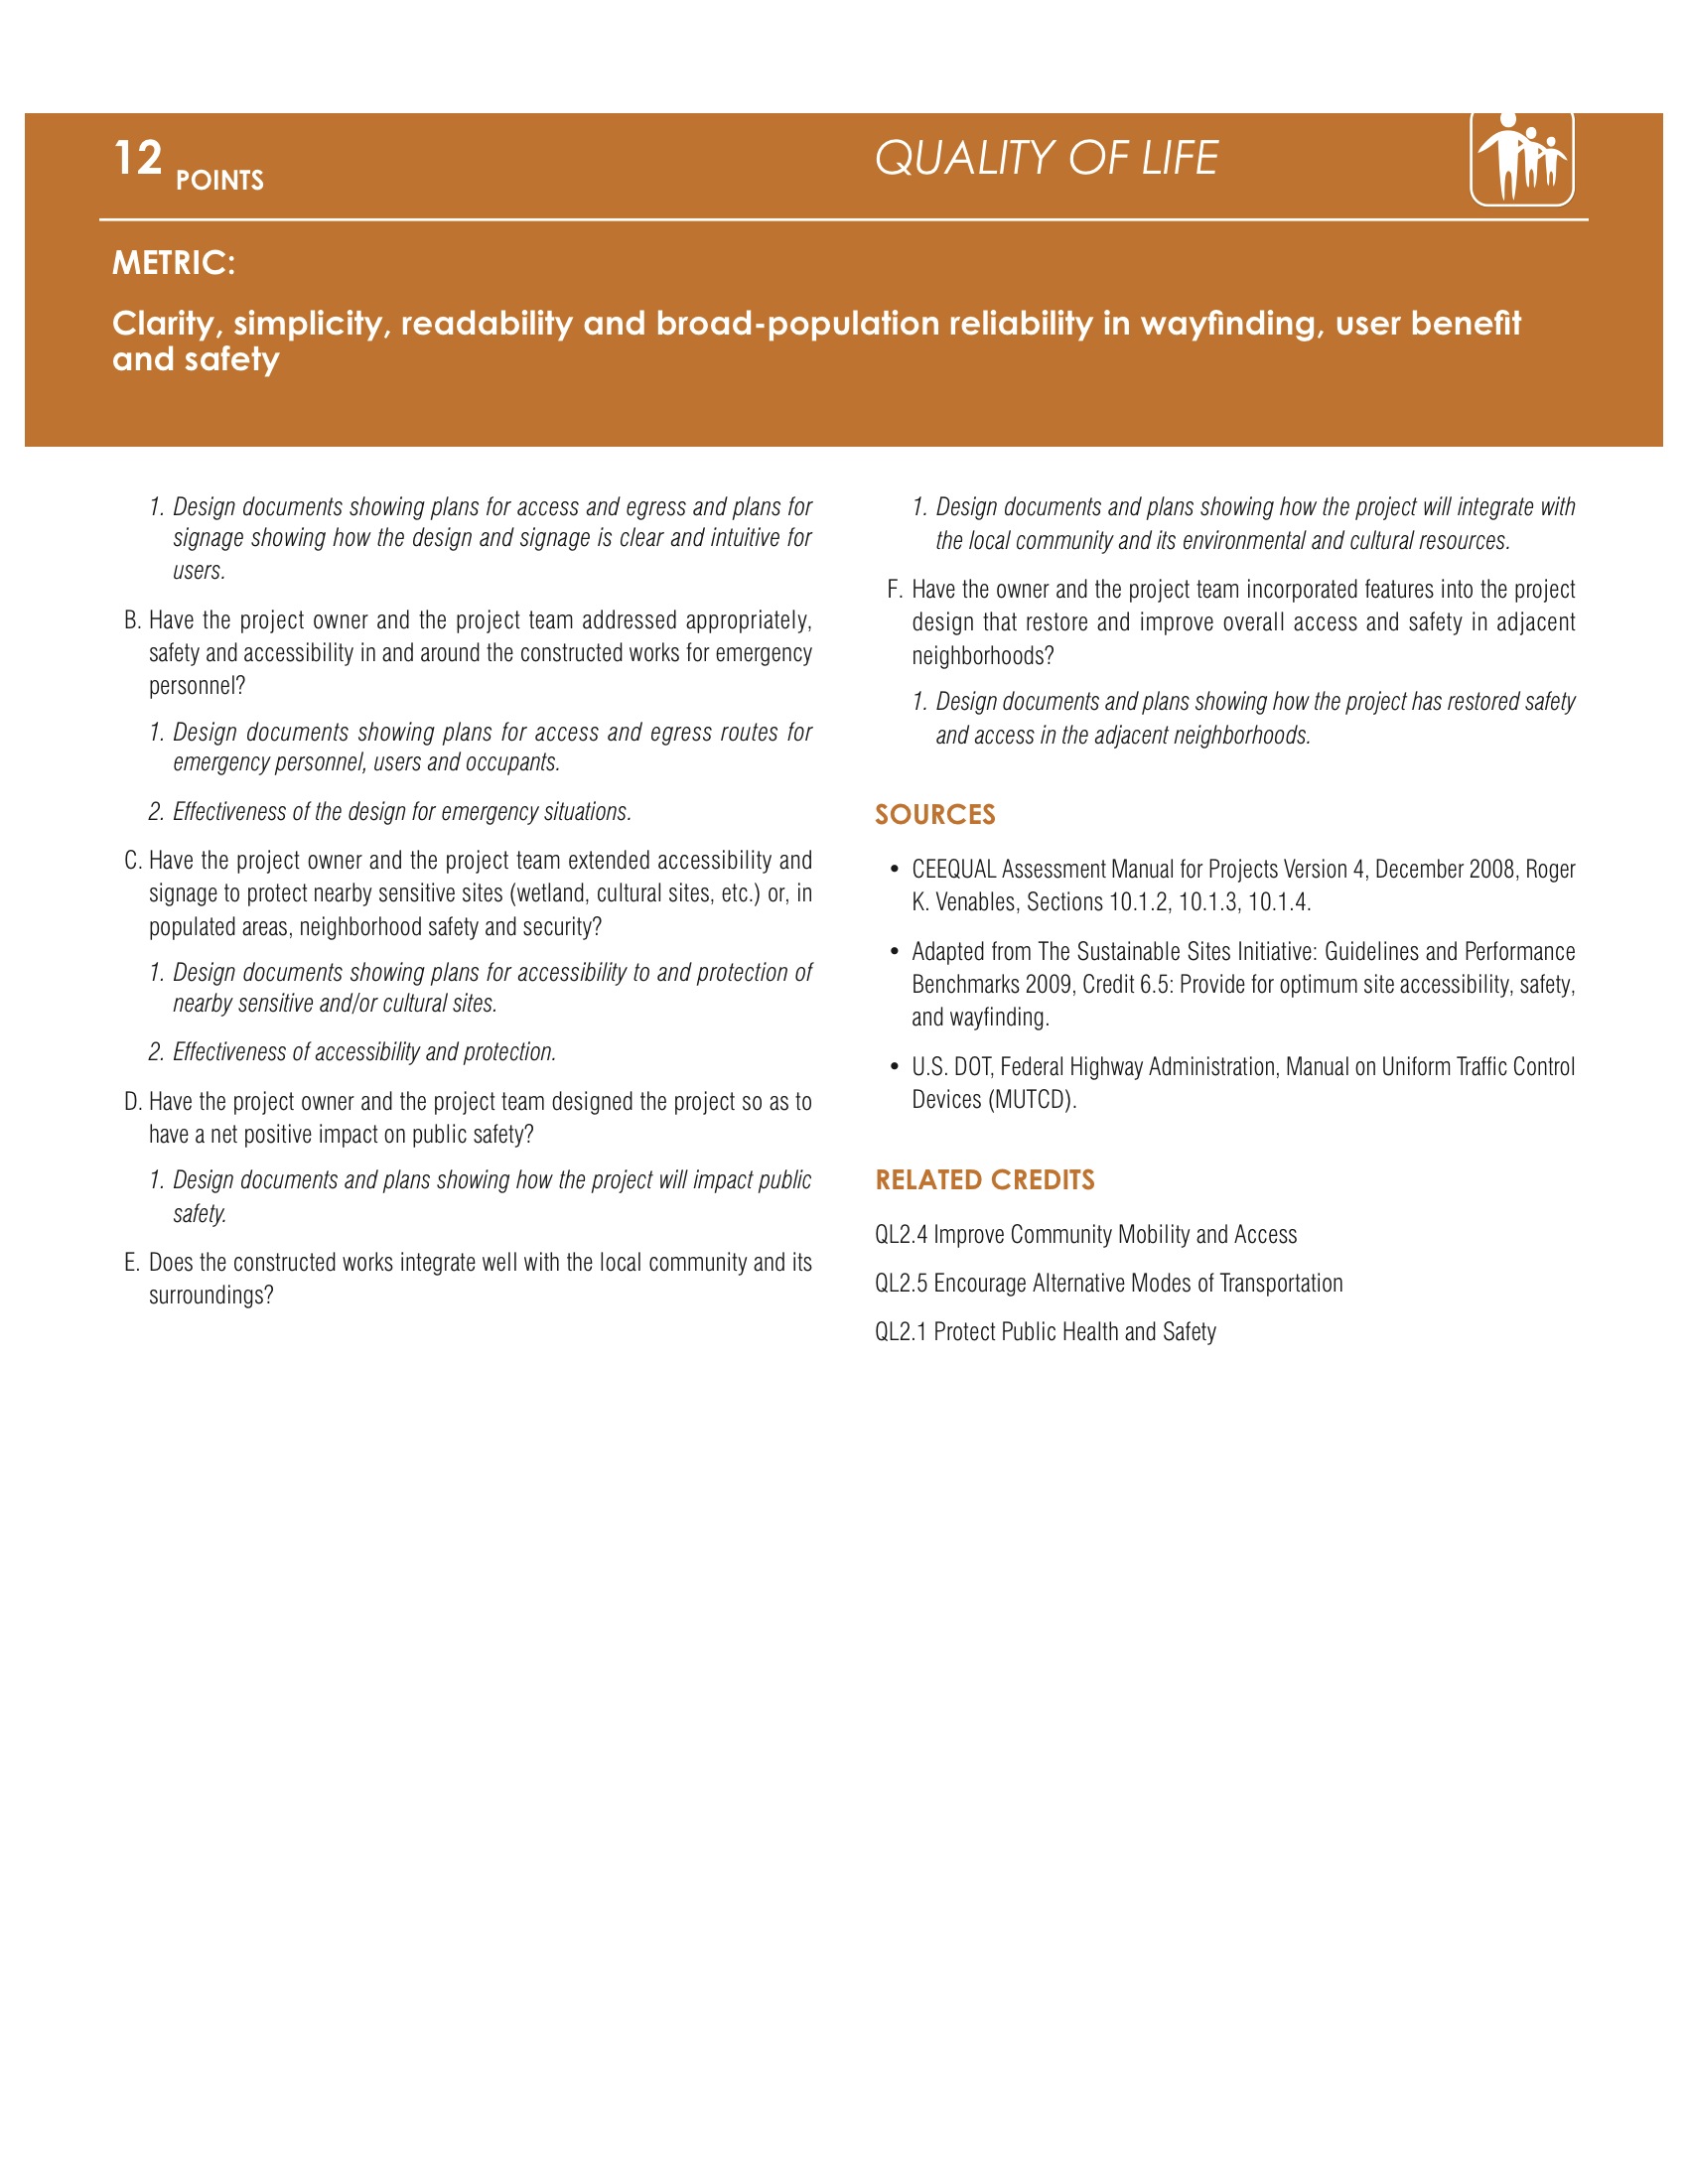 12 POINTS
QUALITY OF LIFE
METRIC:
Clarity, simplicity, readability and broad-population reliability in wayfinding, user benefit
and safety
1. Design documents showing plans for access and egress and plans for
signage showing how the design and signage is clear and intuitive for
users.
B. Have the project owner and the project team addressed appropriately,
safety and accessibility in and around the constructed works for emergency
personnel?
1. Design documents showing plans for access and egress routes for
emergency personnel, users and occupants.
2. Effectiveness of the design for emergency situations.
C. Have the project owner and the project team extended accessibility and
signage to protect nearby sensitive sites (wetland, cultural sites, etc.) or, in
populated areas, neighborhood safety and security?
1. Design documents showing plans for accessibility to and protection of
nearby sensitive and/or cultural sites.
2. Effectiveness of accessibility and protection.
D. Have the project owner and the project team designed the project so as to
have a net positive impact on public safety?
1. Design documents and plans showing how the project will impact public
safety.
E. Does the constructed works integrate well with the local community and its
surroundings?
1. Design documents and plans showing how the project will integrate with
the local community and its environmental and cultural resources.
F. Have the owner and the project team incorporated features into the project
design that restore and improve overall access and safety in adjacent
neighborhoods?
1. Design documents and plans showing how the project has restored safety
and access in the adjacent neighborhoods.
SOURCES
• CEEQUAL Assessment Manual for Projects Version 4, December 2008, Roger
K. Venables, Sections 10.1.2, 10.1.3, 10.1.4.
• Adapted from The Sustainable Sites Initiative: Guidelines and Performance
Benchmarks 2009, Credit 6.5: Provide for optimum site accessibility, safety,
and wayfinding.
• U.S. DOT, Federal Highway Administration, Manual on Uniform Traffic Control
Devices (MUTCD).
RELATED CREDITS
QL2.4 Improve Community Mobility and Access
QL2.5 Encourage Alternative Modes of Transportation
QL2.1 Protect Public Health and Safety